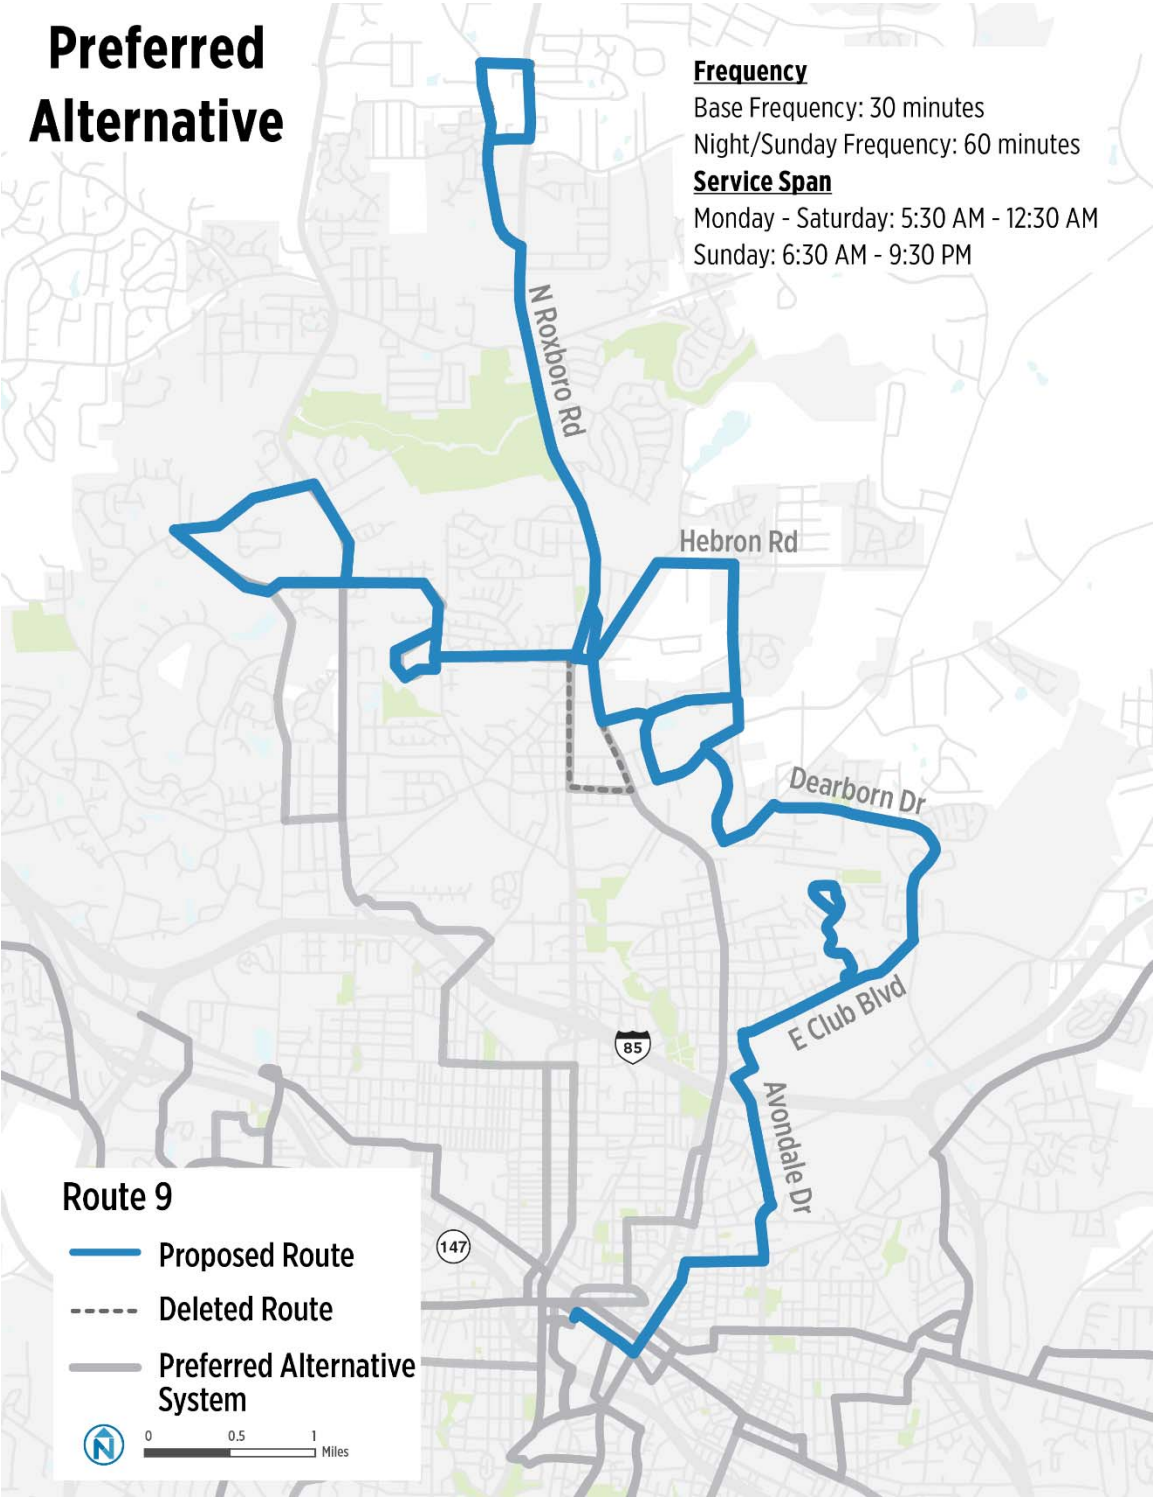 Preferred
Alternative
Frequency
Base Frequency: 30 minutes
Night/Sunday Frequency: 60 minutes
Service Span
Monday - Saturday: 5:30 AM - 12:30 AM
Sunday: 6:30 AM - 9:30 PM
N Roxboro Rd
Hebron Rd
Dearborn Dr
E Club Blvd
85
Avondale Dr
147
Route 9
Proposed Route
Deleted Route
Preferred Alternative
System
N
0 0.5 1
Miles